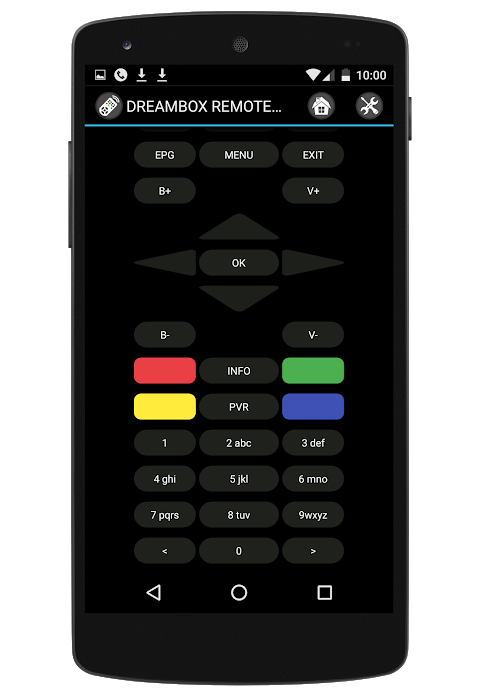 10:00
DREAMBOX REMOTE...
EPG MENU EXIT
B+ V+
OK
B- V-
INFO
PVR
1 2 abc 3 def
4 ghi 5 jkl 6 mno
7 pqrs 8 tuv 9wxyz
< 0 >